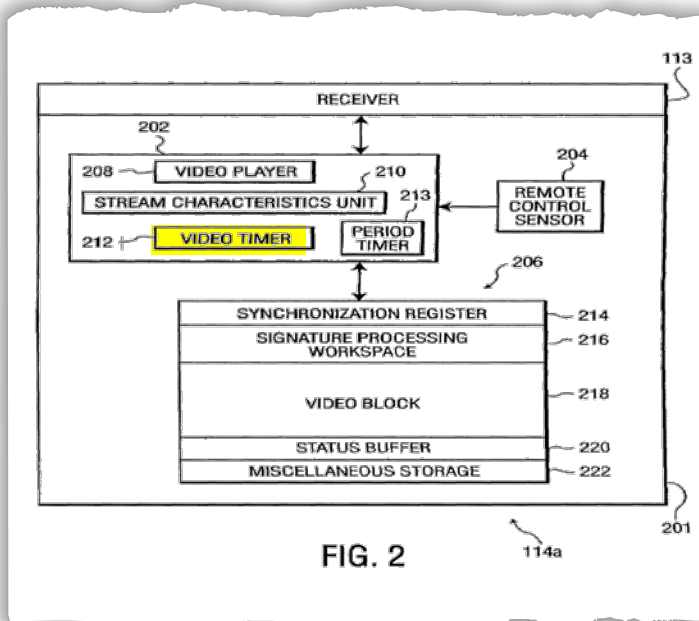 113
RECEIVER
202
208 VIDEO PLAYER 210 204
STREAM CHARACTERISTICS UNIT 213
REMOTE
CONTROL
SENSOR
212 VIDEO TIMER
PERIOD
TIMER
206
SYNCHRONIZATION REGISTER 214
SIGNATURE PROCESSING
WORKSPACE 216
VIDEO BLOCK 218
STATUS BUFFER 220
MISCELLANEOUS STORAGE 222
201
FIG. 2 114a